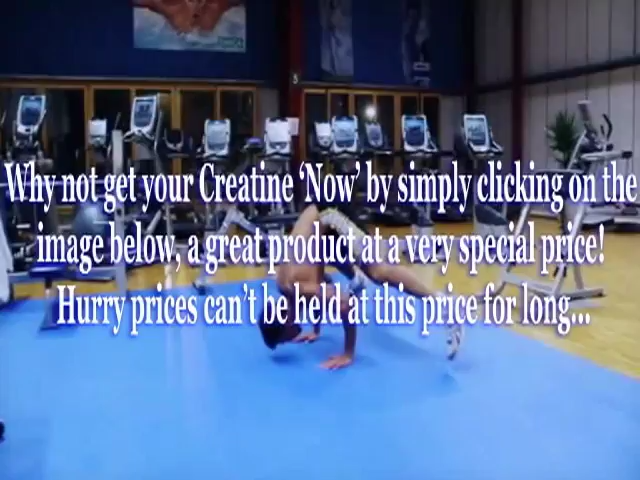 Why not get your Creatine ‘Now’ by simply clicking on the
image below, a great product at a very special price!
Hurry prices can’t be held at this price for long...